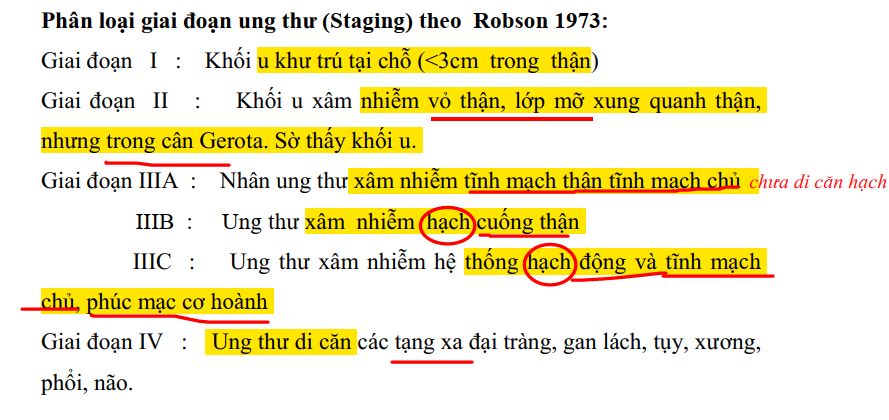 Phân loại giai đoạn ung thư (Staging) theo Robson 1973:
Giai đoạn I : Khối u khư trú tại chỗ (<3cm trong thận)
Giai đoạn II : Khối u xâm nhiễm vỏ thận, lớp mỡ xung quanh thận,
nhưng trong cân Gerota. Sờ thấy khối u.
Giai đoạn IIIA : Nhân ung thư xâm nhiễm tĩnh mạch thận tĩnh mạch chủ chưa di căn hạch
IIIB : Ung thư xâm nhiễm hạch cuống thận
IIIC : Ung thư xâm nhiễm hệ thống hạch động và tĩnh mạch
chủ, phúc mạc cơ hoành
Giai đoạn IV : Ung thư di căn các tạng xa đại tràng, gan lách, tụy, xương,
phổi, não.